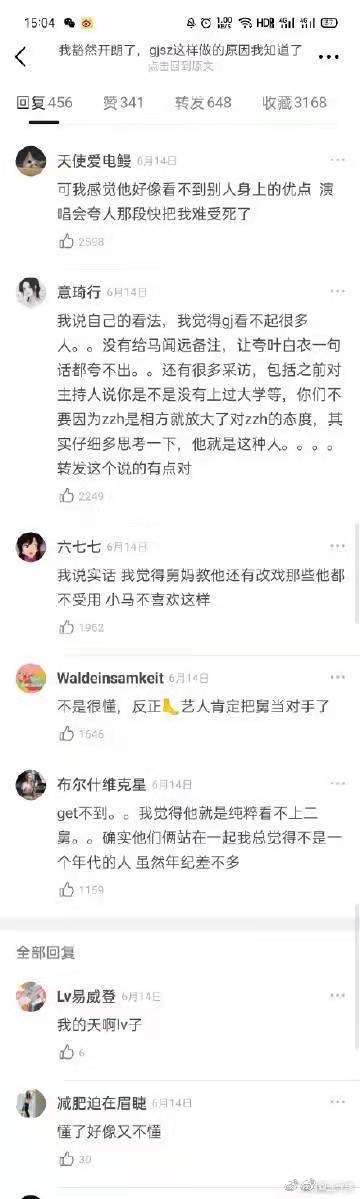 15:04
1.00 KB/s
HDR
4G
4G
37
我豁然开朗了，gjsz这样做的原因我知道了
点击回到原文
回复456
赞341
转发648
收藏3168
天使爱电鳗 6月14日
可我感觉他好像看不到别人身上的优点 演
唱会夸人那段快把我难受死了
2598
意琦行 6月14日
我说自己的看法，我觉得gj看不起很多
人。。没有给马闻远备注，让夸叶白衣一句
话都夸不出。。还有很多采访，包括之前对
主持人说你是不是没有上过大学等，你们不
要因为zzh是相方就放大了对zzh的态度，其
实仔细多思考一下，他就是这种人。。。。
转发这个说的有点对
2249
六七七 6月14日
我说实话 我觉得舅妈教他还有改戏那些他都
不受用 小马不喜欢这样
1962
Waldeinsamkeit 6月14日
不是很懂，反正🦶艺人肯定把舅当对手了
1646
布尔什维克星 6月14日
get不到。。我觉得他就是纯粹看不上二
舅。。确实他们俩站在一起我总觉得不是一
个年代的人 虽然年纪差不多
1159
全部回复
Lv易威登 6月14日
我的天啊lv了
6
减肥迫在眉睫 6月14日
懂了好像又不懂
30